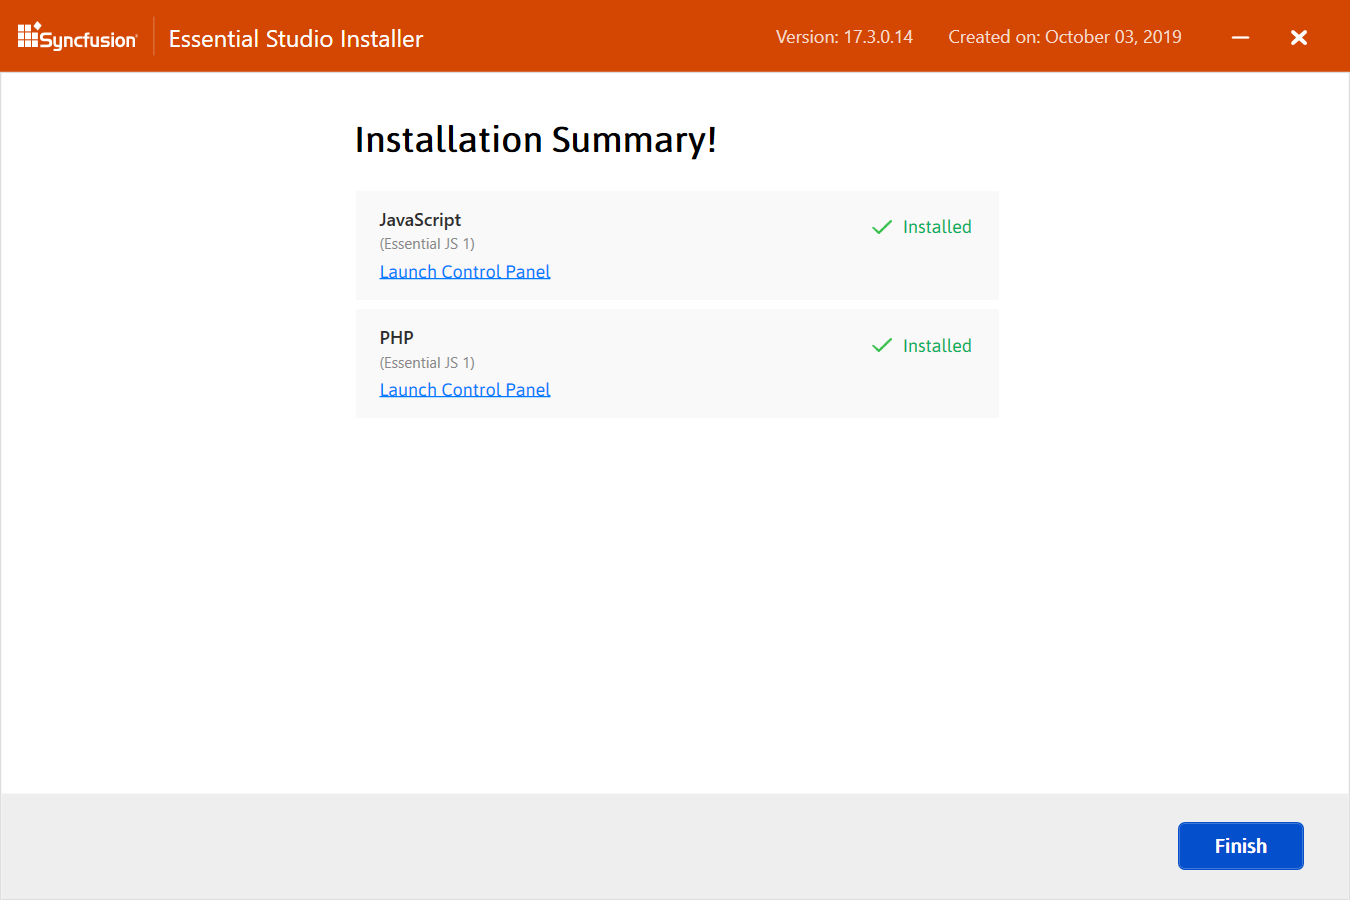 Syncfusion Essential Studio Installer Version: 17.3.0.14 Created on: October 03, 2019
Installation Summary!
JavaScript
Installed
(Essential JS 1)
Launch Control Panel
PHP
Installed
(Essential JS 1)
Launch Control Panel
Finish